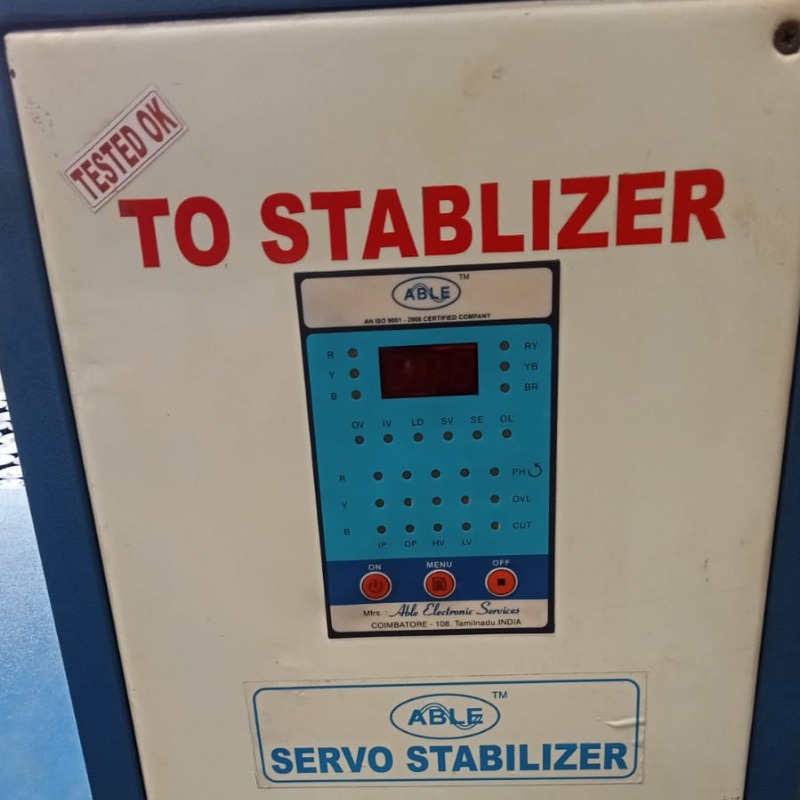 TESTED OK
TO STABLIZER
ABLE TM
AN ISO 9001 - 2008 CERTIFIED COMPANY
R RY
Y YB
B BR
OV IV LD SV SE OL
R PH
Y OVL
B CUT
IP OP HV LV
ON MENU OFF
Mfrs. : Able Electronic Services
COIMBATORE - 108. Tamilnadu.INDIA
ABLE TM
SERVO STABILIZER